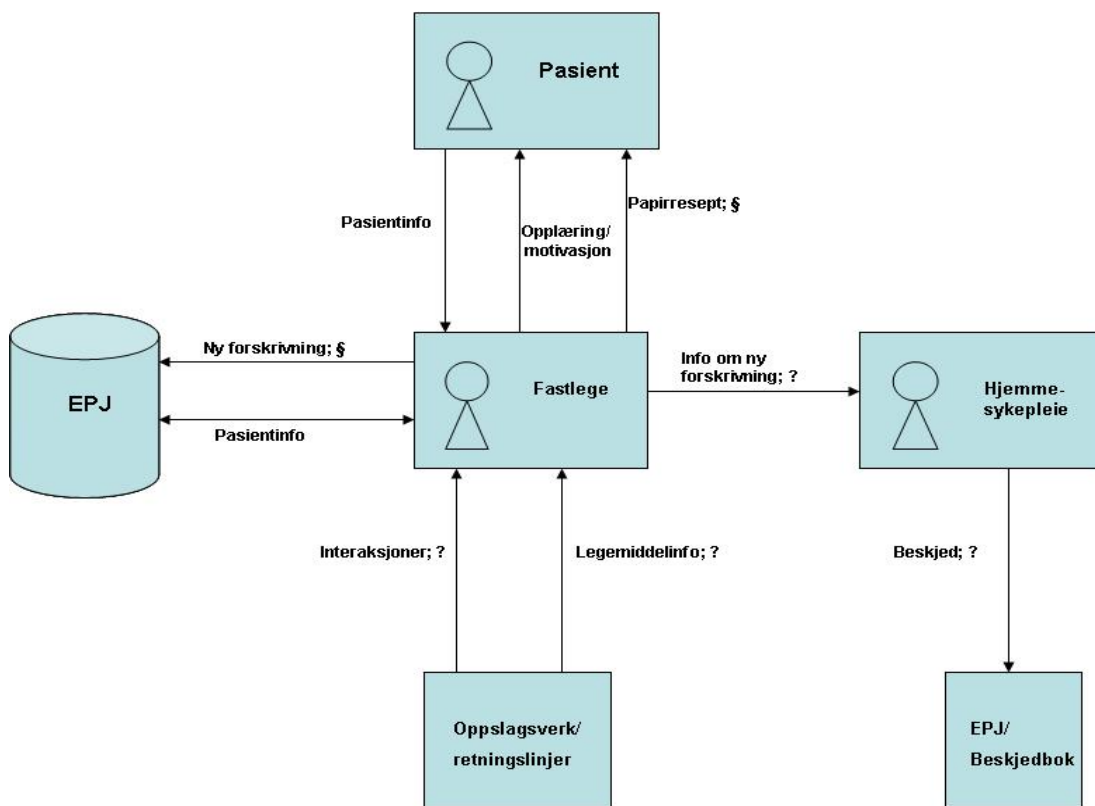 Pasient
Pasientinfo
Opplæring/
motivasjon
Papirresept; §
Ny forskrivning; §
EPJ
Pasientinfo
Fastlege
Info om ny
forskrivning; ?
Hjemme-
sykepleie
Interaksjoner; ?
Legemiddelinfo; ?
Beskjed; ?
Oppslagsverk/
retningslinjer
EPJ/
Beskjedbok